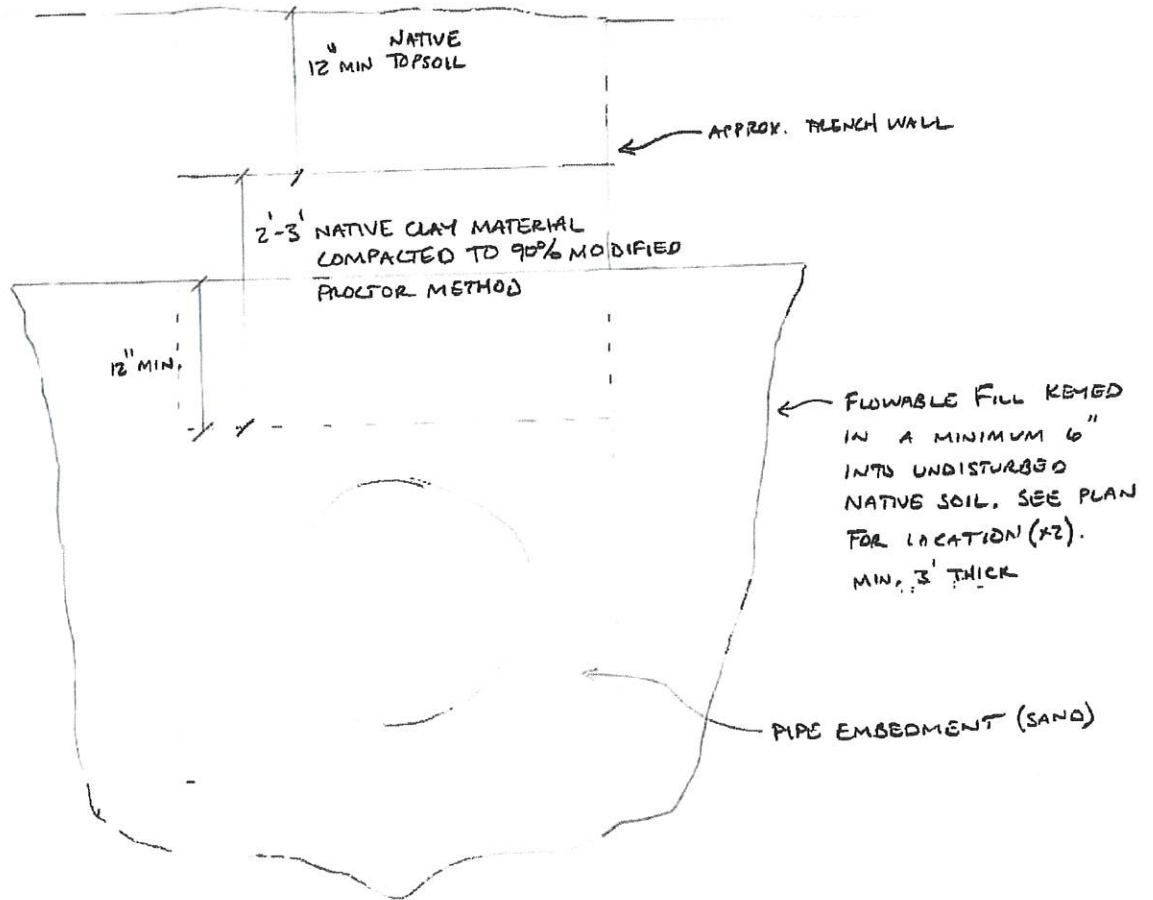 NATIVE
12" MIN TOPSOIL
APPROX. TRENCH WALL
2'-3' NATIVE CLAY MATERIAL
COMPACTED TO 90% MODIFIED
PROCTOR METHOD
12" MIN.
FLOWABLE FILL KEYED
IN A MINIMUM 6"
INTO UNDISTURBED
NATIVE SOIL. SEE PLAN
FOR LOCATION (x2).
MIN. 3' THICK
PIPE EMBEDMENT (SAND)